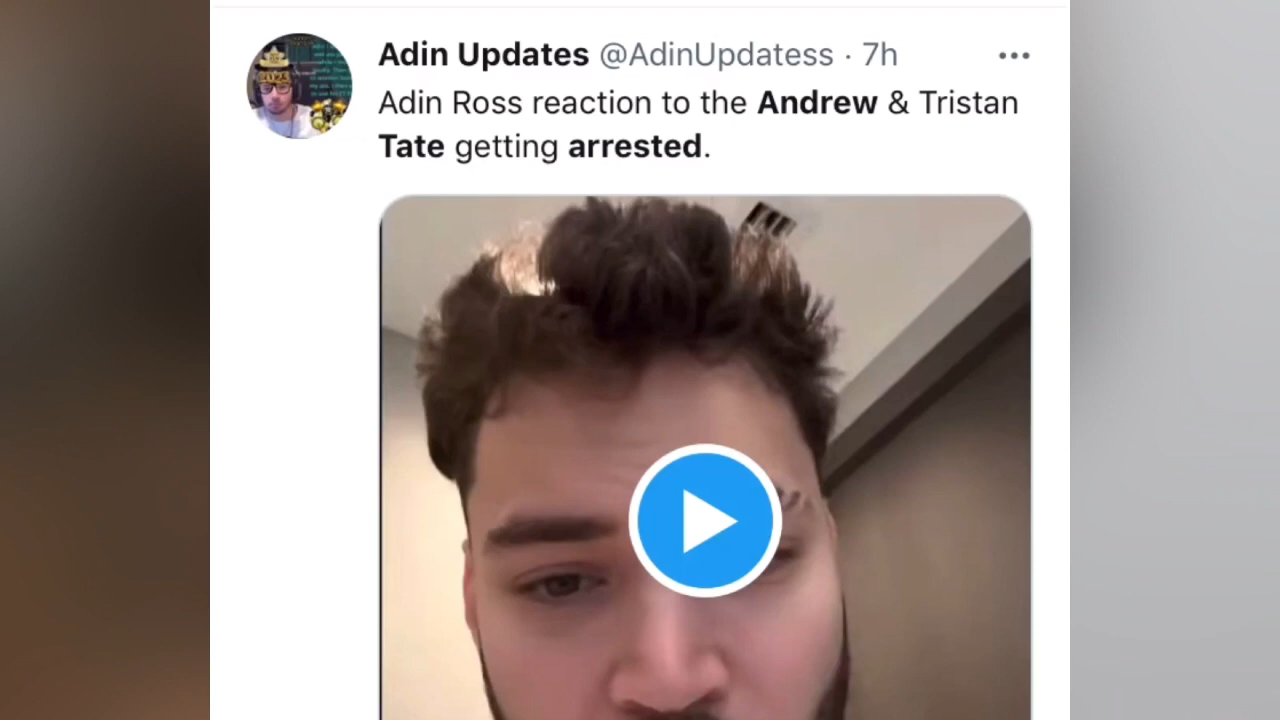 Adin Updates @AdinUpdatess · 7h
Adin Ross reaction to the Andrew & Tristan
Tate getting arrested.